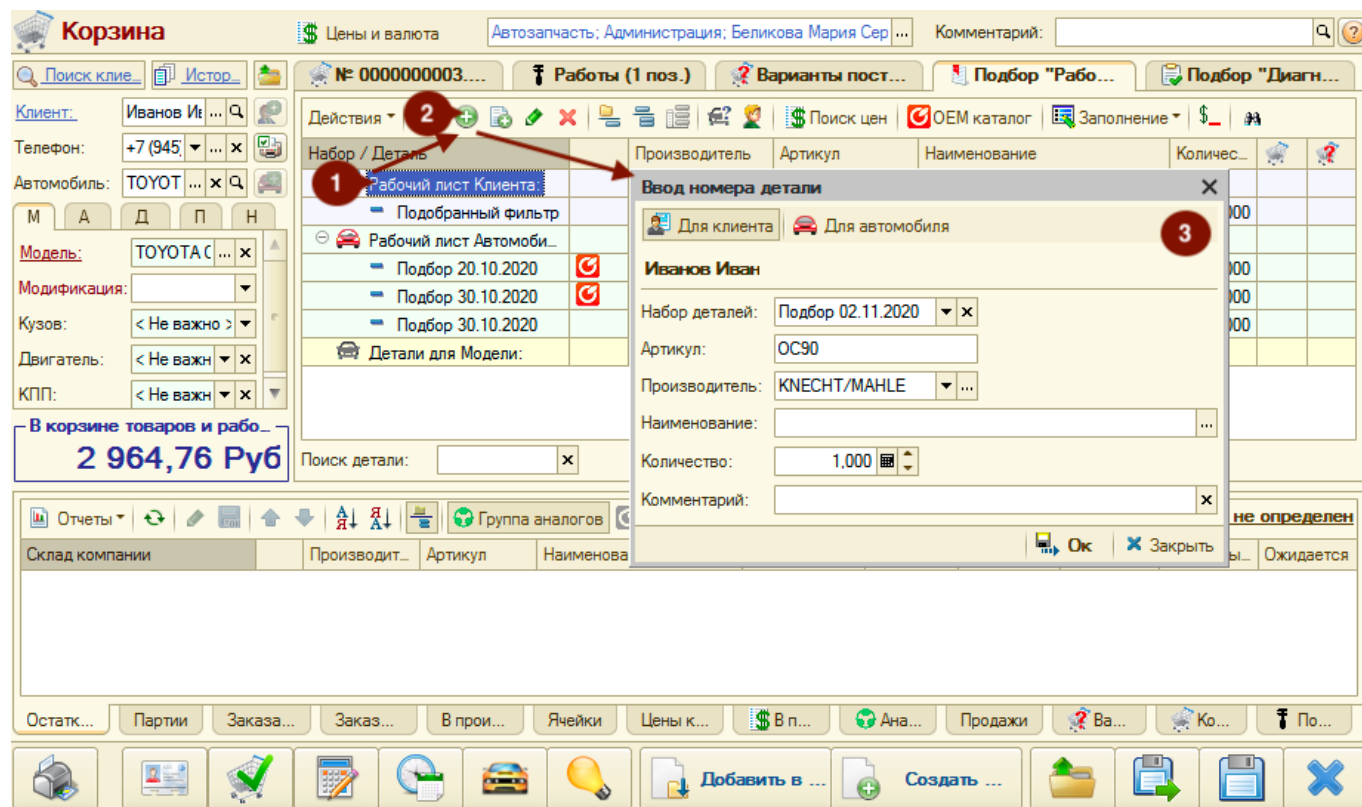 Корзина
Цены и валюта
Автозапчасть; Администрация; Беликова Мария Сер ...
Комментарий:
Поиск клие...
Истор...
№ 0000000003....
Работы (1 поз.)
Варианты пост...
Подбор "Рабо...
Подбор "Диагн...
Клиент:
Иванов Ив
Действия
2
Поиск цен
OEM каталог
Заполнение
Телефон:
+7 (945)
Набор / Деталь
Производитель
Артикул
Наименование
Количес...
Автомобиль:
TOYOT
1
Рабочий лист Клиента:
Ввод номера детали
М А Д П Н
Подобранный фильтр
000
Для клиента
Для автомобиля
3
Модель:
TOYOTA C
Рабочий лист Автомоби...
Подбор 20.10.2020
000
Иванов Иван
Модификация:
Подбор 30.10.2020
000
Набор деталей:
Подбор 02.11.2020
Кузов:
< Не важно >
Подбор 30.10.2020
000
Артикул:
OC90
Двигатель:
< Не важн
Детали для Модели:
Производитель:
KNECHT/MAHLE
КПП:
< Не важн
Наименование:
В корзине товаров и рабо...
2 964,76 Руб
Поиск детали:
Количество:
1,000
Комментарий:
Отчеты
Группа аналогов
не определен
Ок
Закрыть
Склад компании
Производит...
Артикул
Наименова
Ожидается
Остатк...
Партии
Заказа...
Заказ...
В прои...
Ячейки
Цены к...
В п...
Ана...
Продажи
Ва...
Ко...
По...
Добавить в ...
Создать ...